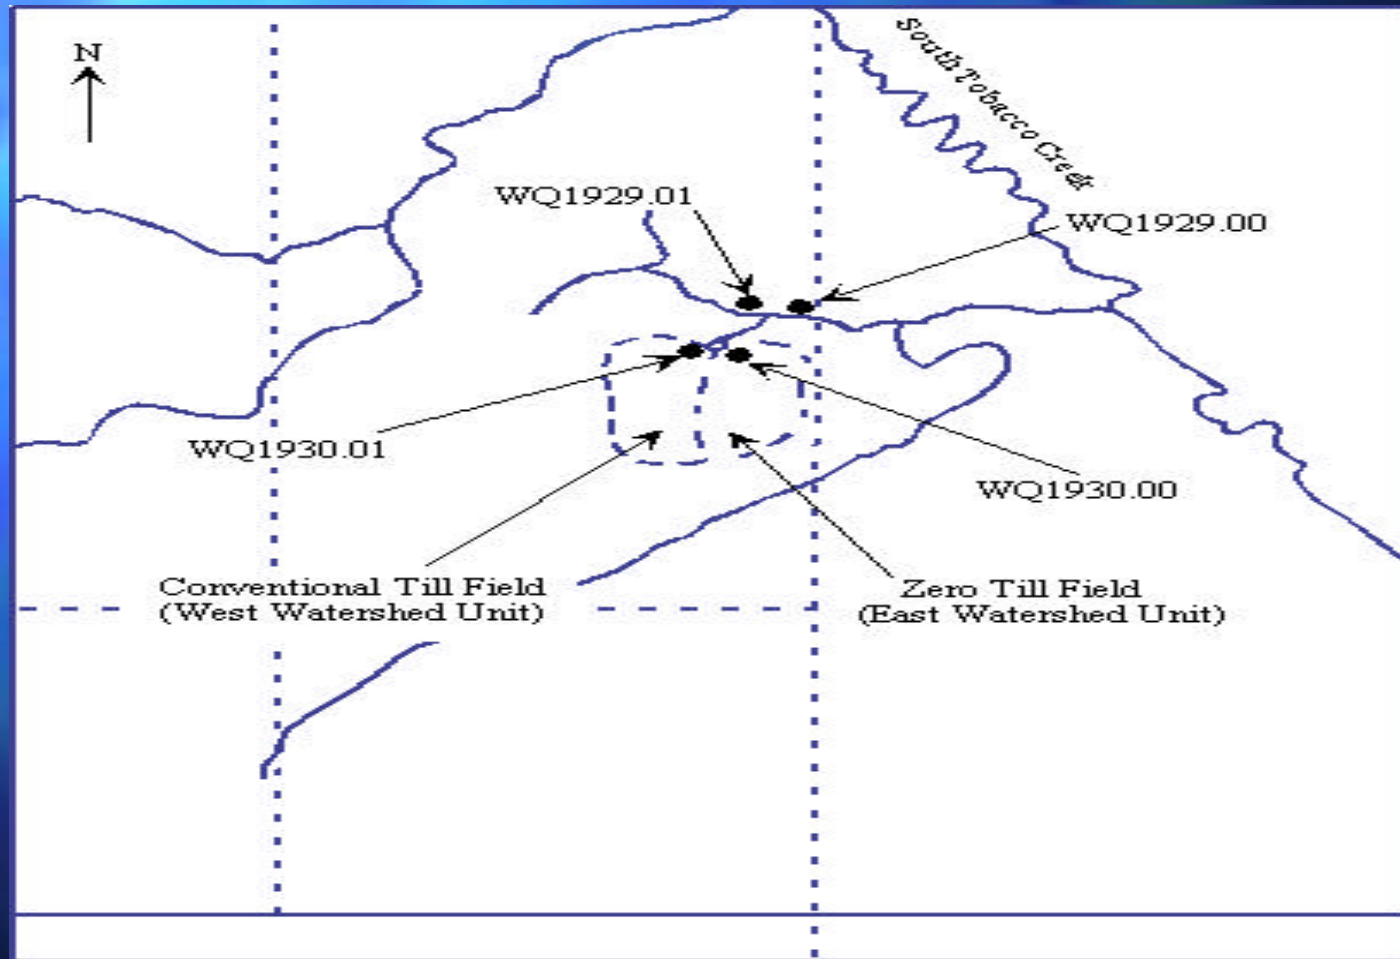 N
South Tobacco Creek
WQ1929.01
WQ1929.00
WQ1930.01
WQ1930.00
Conventional Till Field
(West Watershed Unit)
Zero Till Field
(East Watershed Unit)